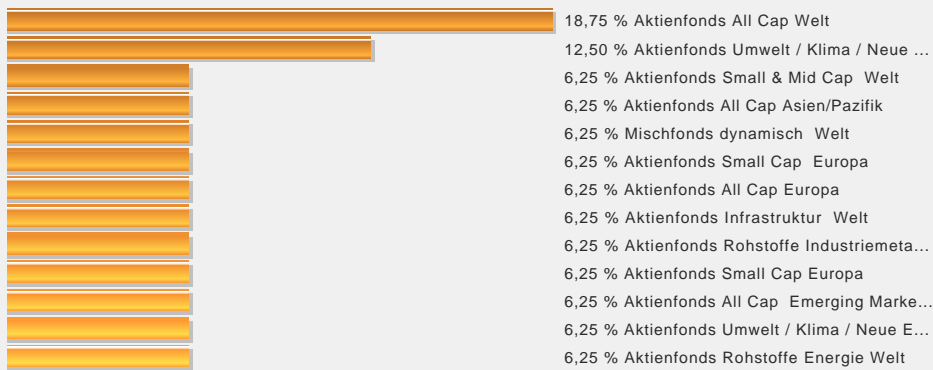 18,75 % Aktienfonds All Cap Welt
12,50 % Aktienfonds Umwelt / Klima / Neue ...
6,25 % Aktienfonds Small & Mid Cap  Welt
6,25 % Aktienfonds All Cap Asien/Pazifik
6,25 % Mischfonds dynamisch  Welt
6,25 % Aktienfonds Small Cap  Europa
6,25 % Aktienfonds All Cap Europa
6,25 % Aktienfonds Infrastruktur  Welt
6,25 % Aktienfonds Rohstoffe Industriemeta...
6,25 % Aktienfonds Small Cap Europa
6,25 % Aktienfonds All Cap  Emerging Marke...
6,25 % Aktienfonds Umwelt / Klima / Neue E...
6,25 % Aktienfonds Rohstoffe Energie Welt